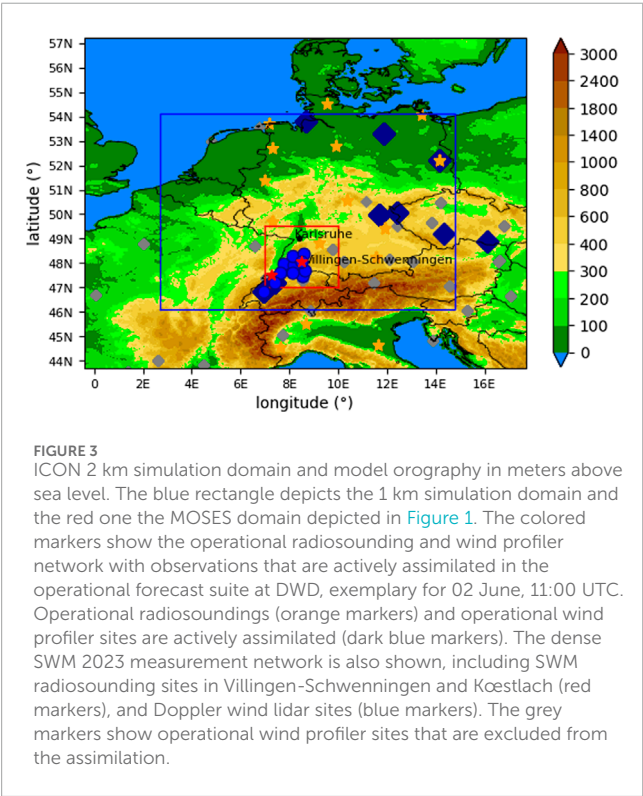 57N
56N
55N
54N
53N
52N
51N
50N
49N
48N
47N
46N
45N
44N
latitude (°)
Karlsruhe
Villingen-Schwenningen
0
2E
4E
6E
8E
10E
12E
14E
16E
longitude (°)
3000
2400
1800
1400
1000
800
600
400
300
200
100
0
FIGURE 3
ICON 2 km simulation domain and model orography in meters above
sea level. The blue rectangle depicts the 1 km simulation domain and
the red one the MOSES domain depicted in Figure 1. The colored
markers show the operational radiosounding and wind profiler
network with observations that are actively assimilated in the
operational forecast suite at DWD, exemplary for 02 June, 11:00 UTC.
Operational radiosoundings (orange markers) and operational wind
profiler sites are actively assimilated (dark blue markers). The dense
SWM 2023 measurement network is also shown, including SWM
radiosounding sites in Villingen-Schwenningen and Kœstlach (red
markers), and Doppler wind lidar sites (blue markers). The grey
markers show operational wind profiler sites that are excluded from
the assimilation.